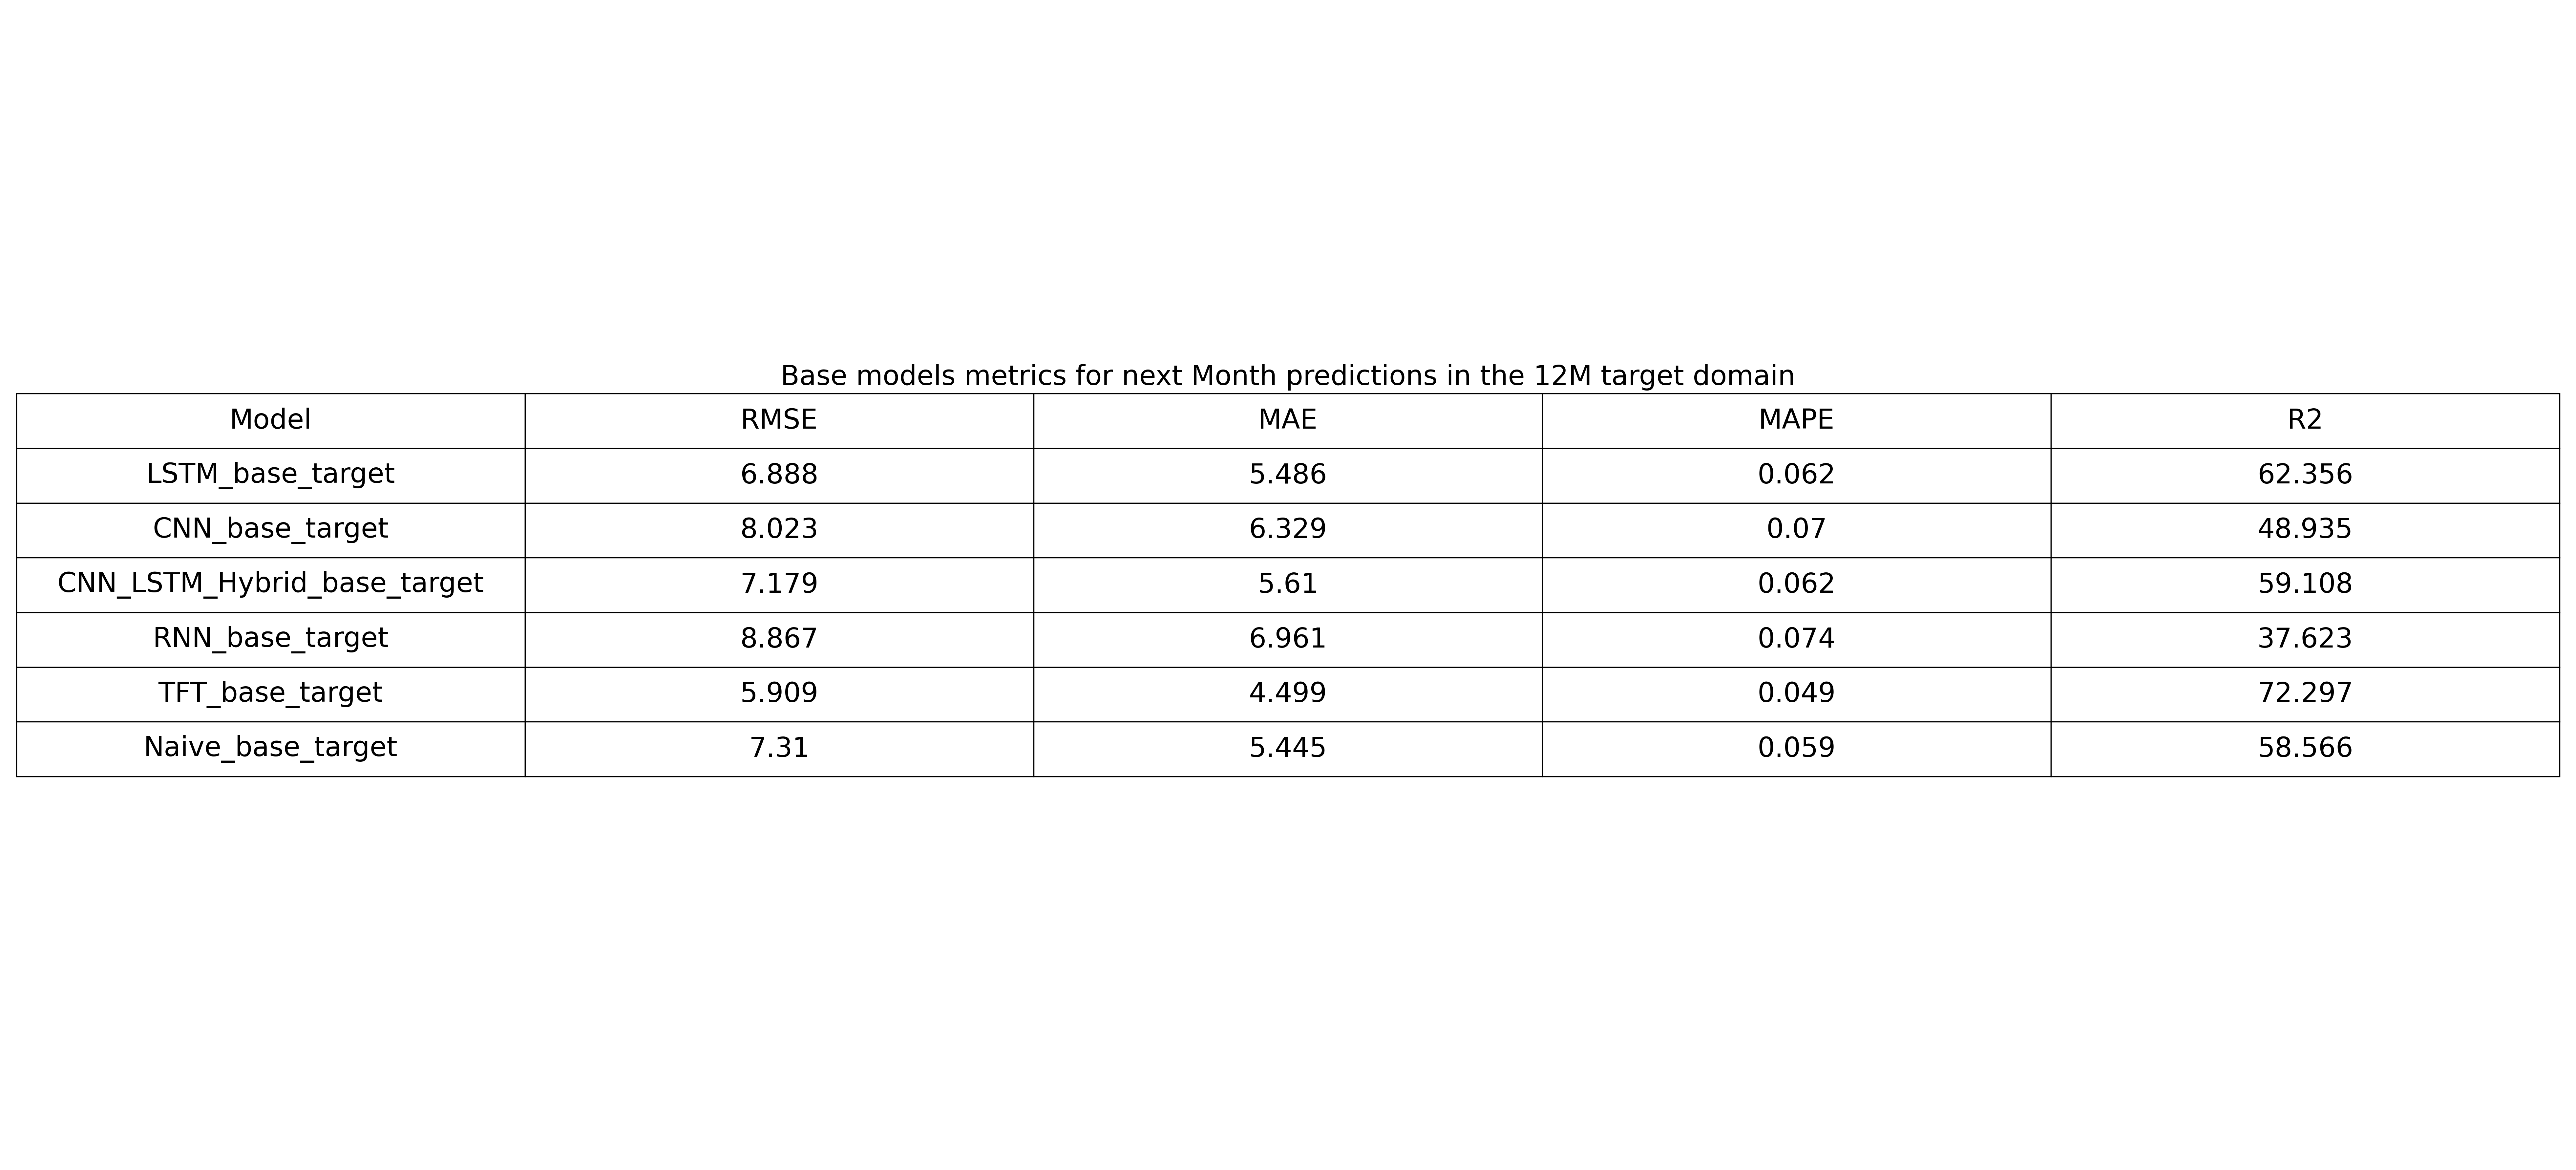 Base models metrics for next Month predictions in the 12M target domain
Model RMSE MAE MAPE R2
LSTM_base_target 6.888 5.486 0.062 62.356
CNN_base_target 8.023 6.329 0.07 48.935
CNN_LSTM_Hybrid_base_target 7.179 5.61 0.062 59.108
RNN_base_target 8.867 6.961 0.074 37.623
TFT_base_target 5.909 4.499 0.049 72.297
Naive_base_target 7.31 5.445 0.059 58.566